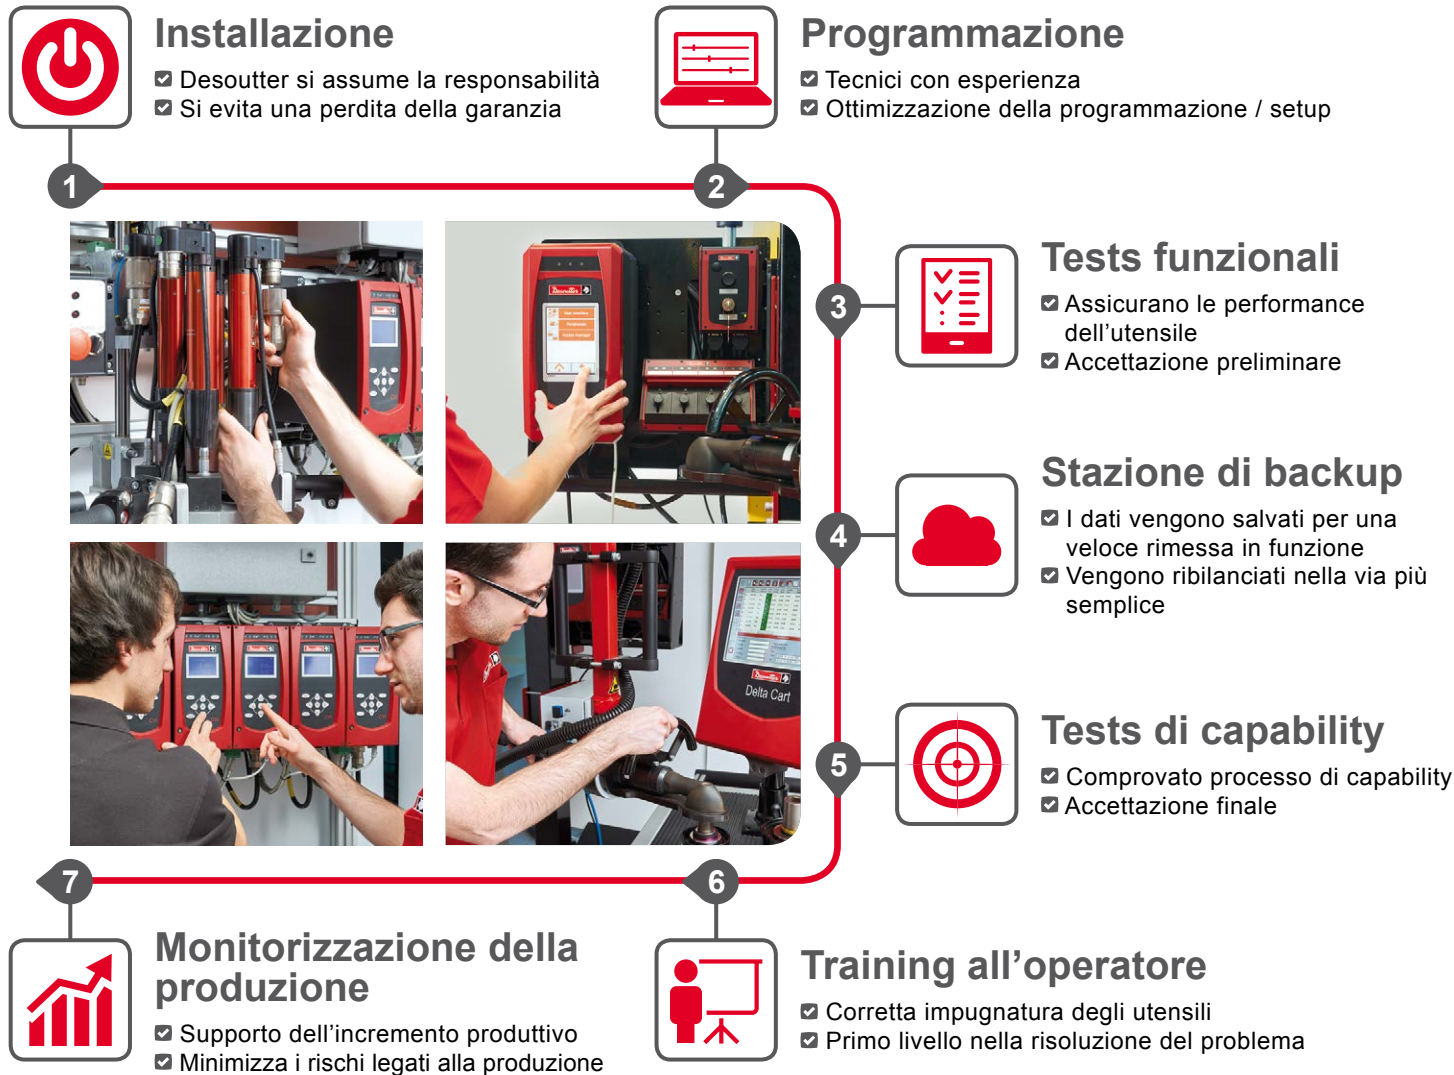 Installazione
Desoutter si assume la responsabilità
Si evita una perdita della garanzia
1
Programmazione
Tecnici con esperienza
Ottimizzazione della programmazione / setup
2
3
Tests funzionali
Assicurano le performance
dell’utensile
Accettazione preliminare
4
Stazione di backup
I dati vengono salvati per una
veloce rimessa in funzione
Vengono ribilanciati nella via più
semplice
5
Tests di capability
Comprovato processo di capability
Accettazione finale
Delta Cart
6
Training all’operatore
Corretta impugnatura degli utensili
Primo livello nella risoluzione del problema
7
Monitorizzazione della
produzione
Supporto dell’incremento produttivo
Minimizza i rischi legati alla produzione